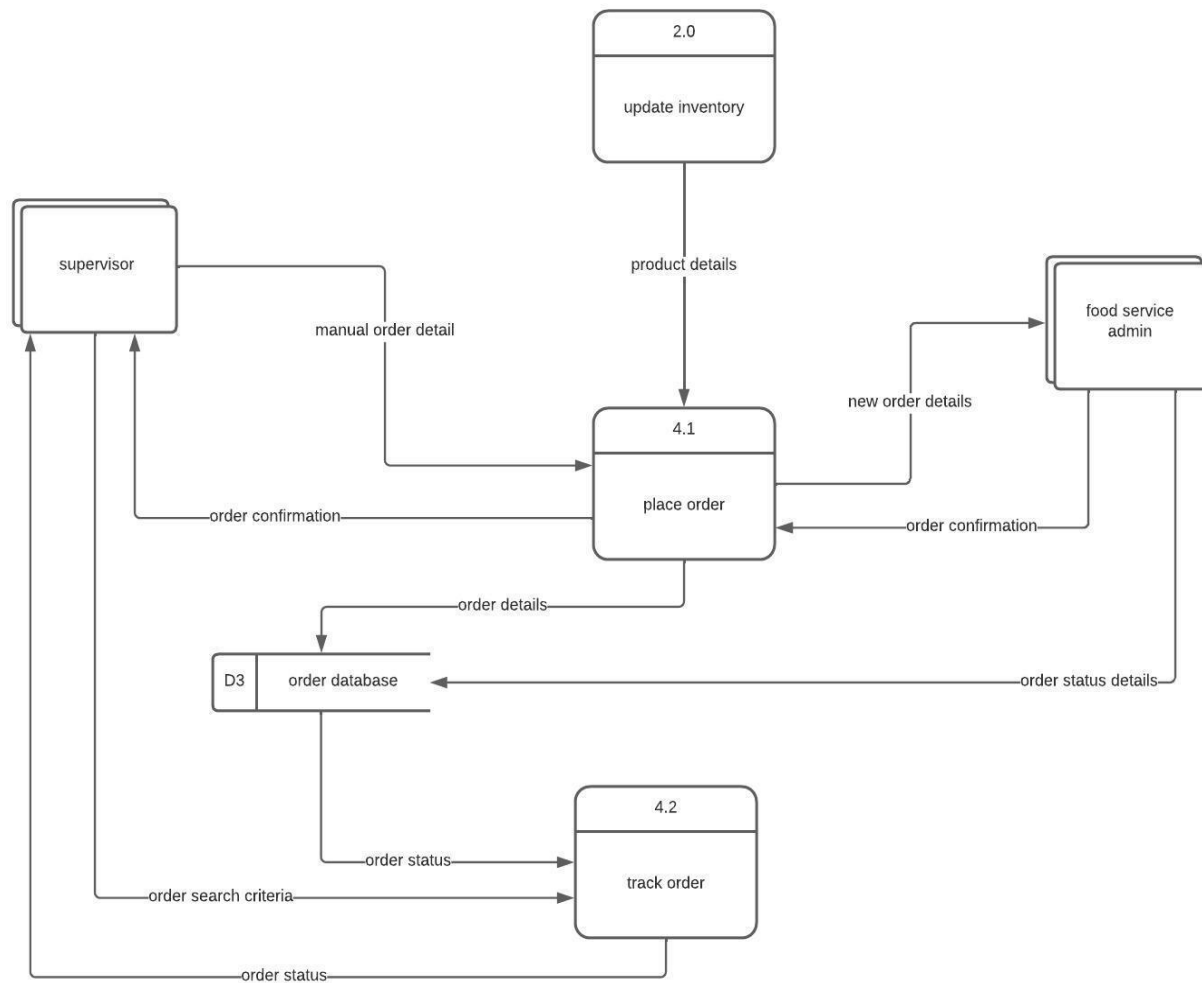 2.0
update inventory
supervisor
product details
food service
admin
manual order detail
new order details
4.1
place order
order confirmation
order confirmation
order details
D3
order database
order status details
4.2
order status
track order
order search criteria
order status